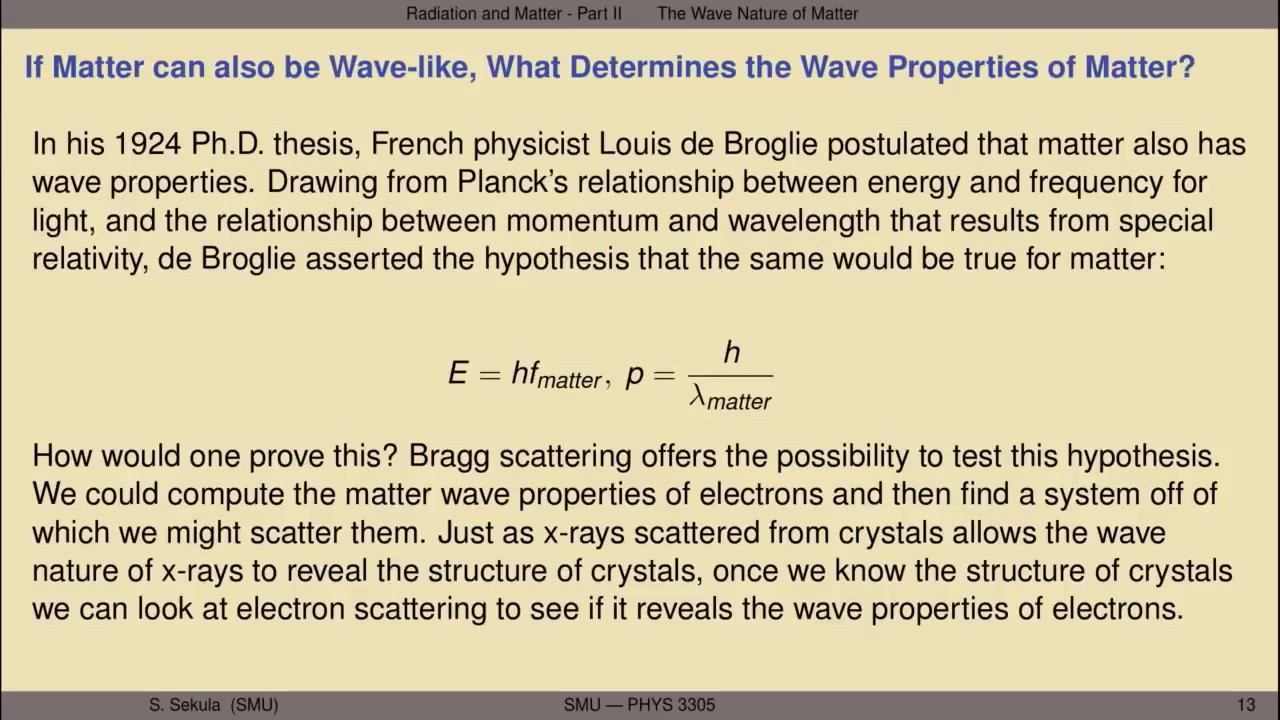 Radiation and Matter - Part II The Wave Nature of Matter
If Matter can also be Wave-like, What Determines the Wave Properties of Matter?
In his 1924 Ph.D. thesis, French physicist Louis de Broglie postulated that matter also has
wave properties. Drawing from Planck's relationship between energy and frequency for
light, and the relationship between momentum and wavelength that results from special
relativity, de Broglie asserted the hypothesis that the same would be true for matter:
E = hf_matter, p = h / λ_matter
How would one prove this? Bragg scattering offers the possibility to test this hypothesis.
We could compute the matter wave properties of electrons and then find a system off of
which we might scatter them. Just as x-rays scattered from crystals allows the wave
nature of x-rays to reveal the structure of crystals, once we know the structure of crystals
we can look at electron scattering to see if it reveals the wave properties of electrons.
S. Sekula (SMU) SMU — PHYS 3305 13